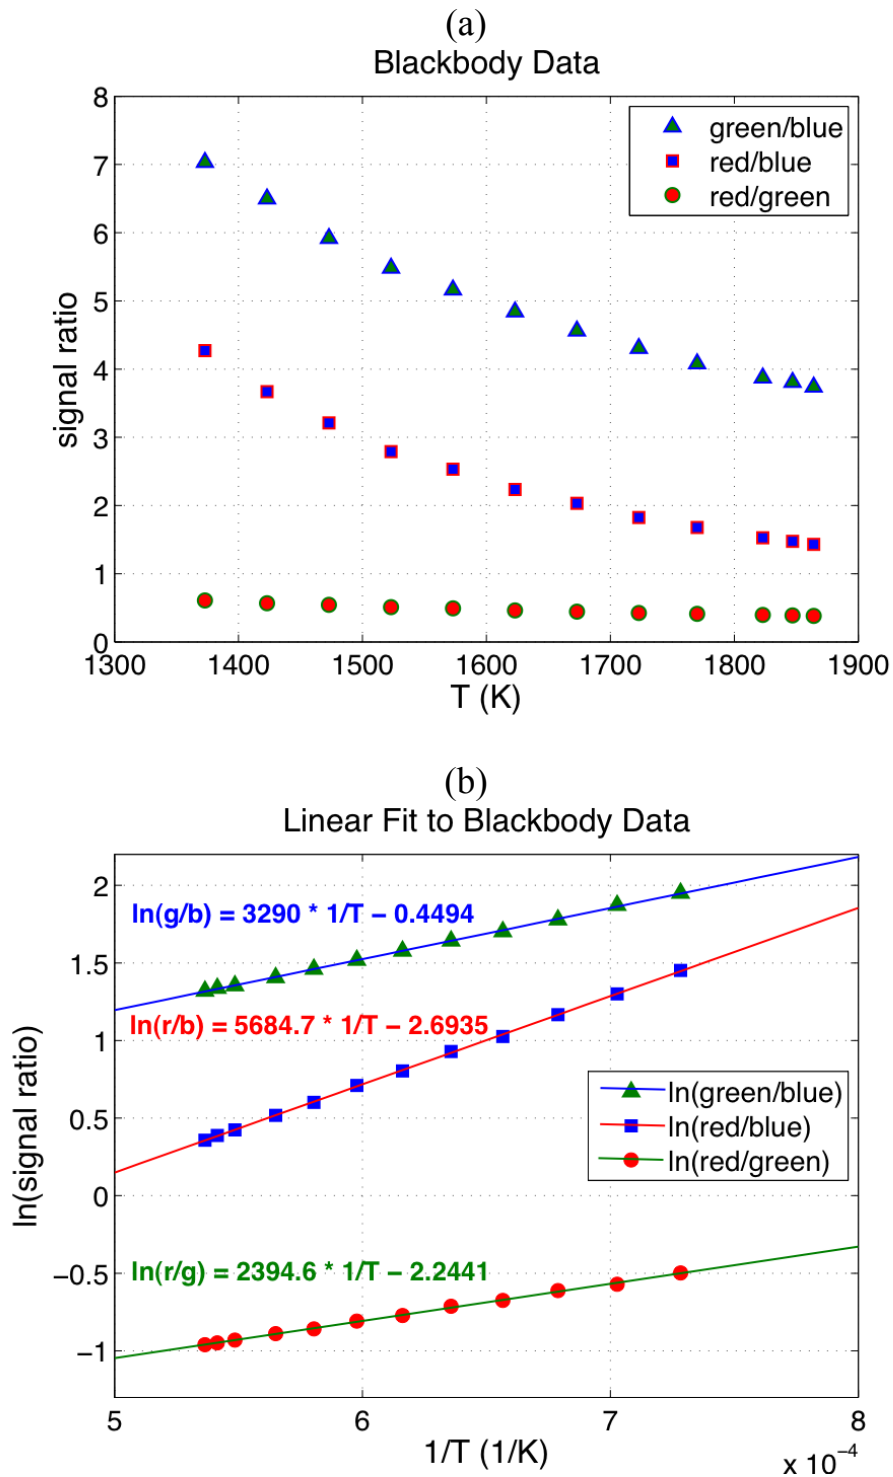 (a)
Blackbody Data
8
7
6
5
4
3
2
1
0
signal ratio
green/blue
red/blue
red/green
1300 1400 1500 1600 1700 1800 1900
T (K)
(b)
Linear Fit to Blackbody Data
2
1.5
1
0.5
0
−0.5
−1
ln(signal ratio)
ln(g/b) = 3290 * 1/T − 0.4494
ln(r/b) = 5684.7 * 1/T − 2.6935
ln(green/blue)
ln(red/blue)
ln(red/green)
ln(r/g) = 2394.6 * 1/T − 2.2441
5 6 7 8
1/T (1/K)
x 10⁻⁴